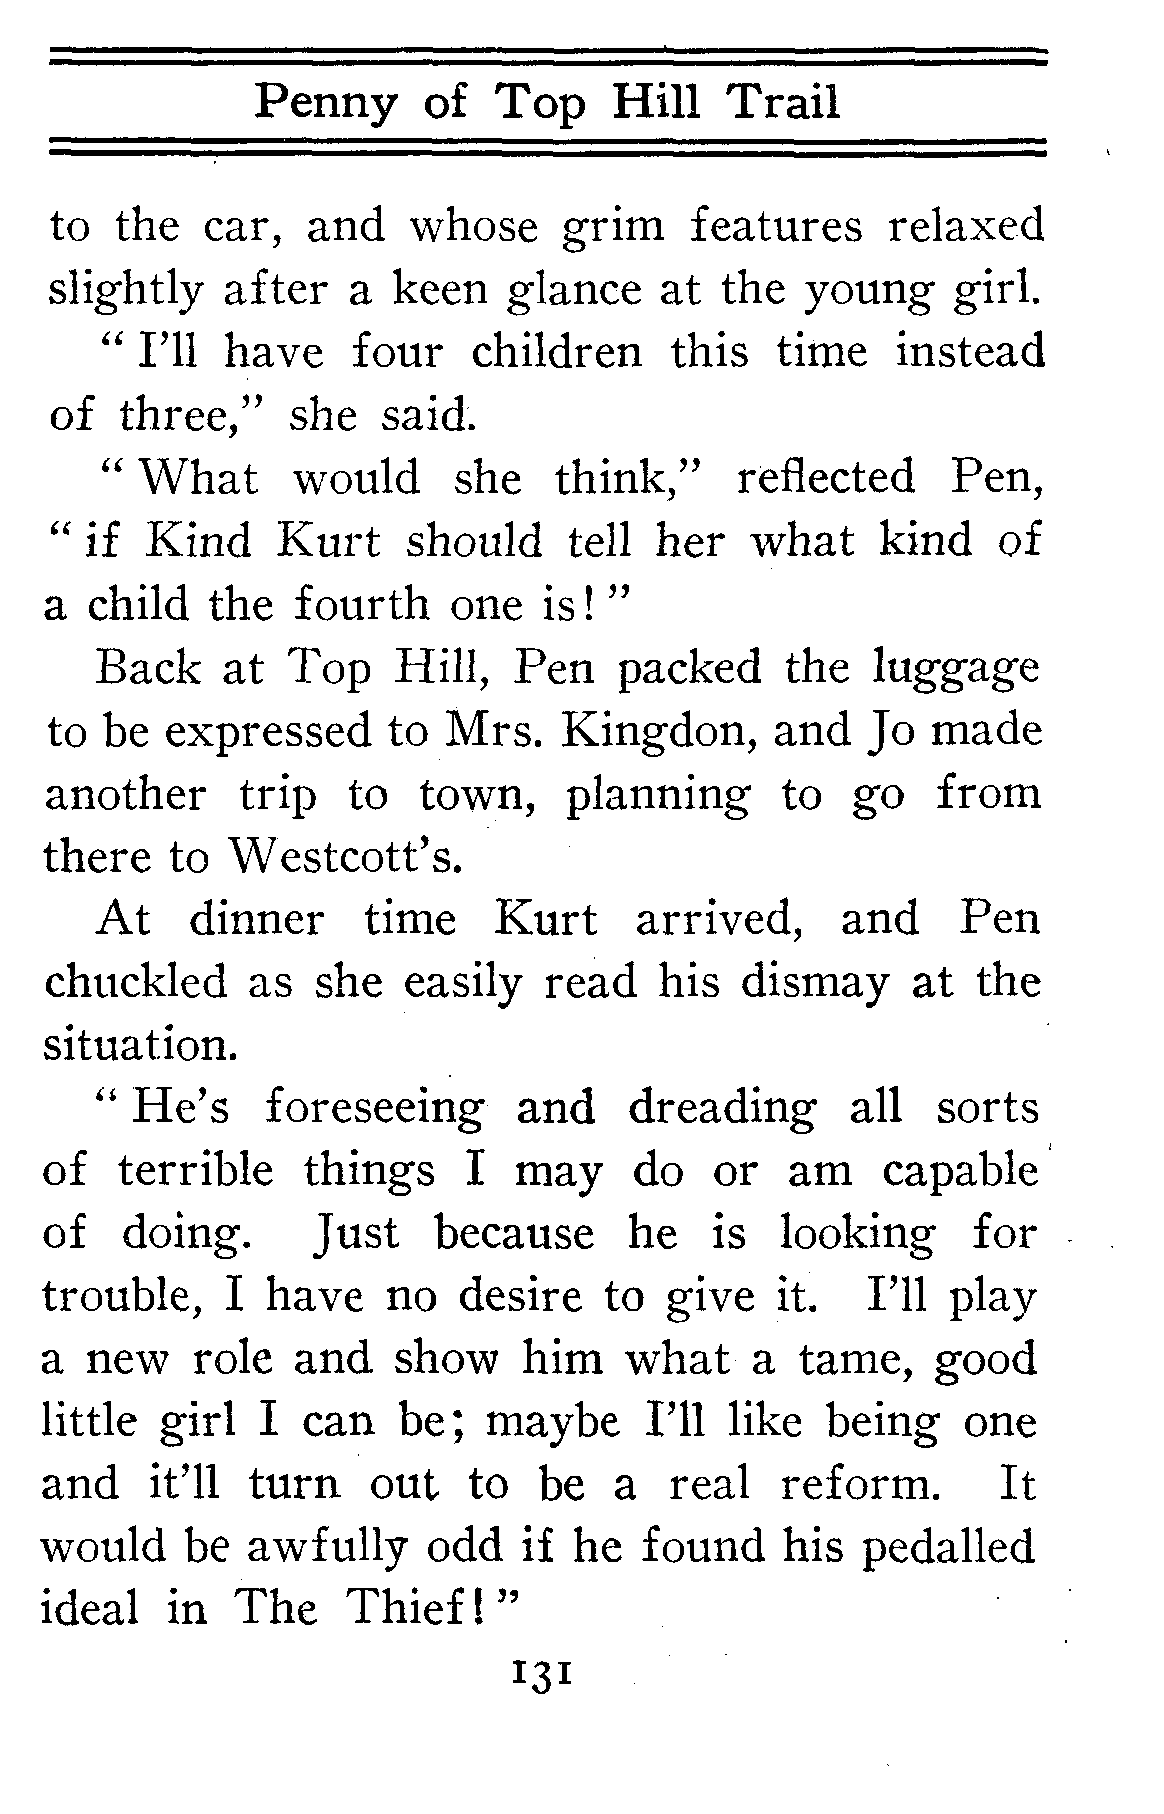 Penny of Top Hill Trail
to the car, and whose grim features relaxed
slightly after a keen glance at the young girl.
“ I’ll have four children this time instead
of three,” she said.
“ What would she think,” reflected Pen,
“ if Kind Kurt should tell her what kind of
a child the fourth one is! ”
Back at Top Hill, Pen packed the luggage
to be expressed to Mrs. Kingdon, and Jo made
another trip to town, planning to go from
there to Westcott’s.
At dinner time Kurt arrived, and Pen
chuckled as she easily read his dismay at the
situation.
“ He’s foreseeing and dreading all sorts
of terrible things I may do or am capable
of doing. Just because he is looking for
trouble, I have no desire to give it. I’ll play
a new role and show him what a tame, good
little girl I can be; maybe I’ll like being one
and it’ll turn out to be a real reform. It
would be awfully odd if he found his pedalled
ideal in The Thief! ”
131